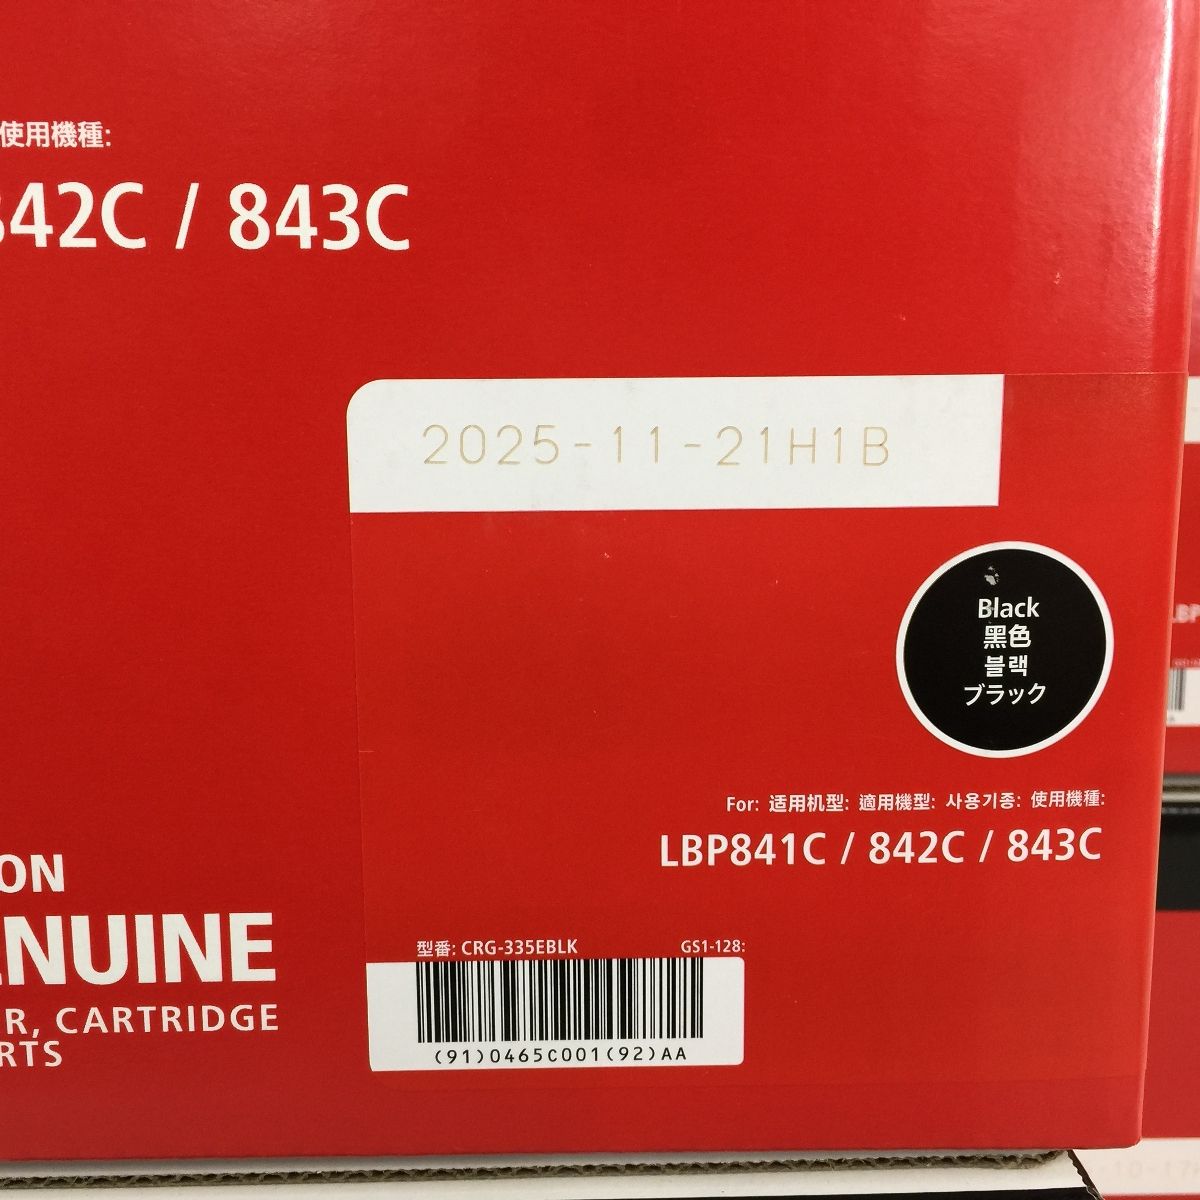 使用機種:
842C / 843C
2025-11-21H1B
Black
黑色
블랙
ブラック
For: 适用机型: 適用機型: 사용기종: 使用機種:
LBP841C / 842C / 843C
型番: CRG-335EBLK GS1-128:
(91)0465C001(92)AA
ON
ENUINE
R, CARTRIDGE
RTS